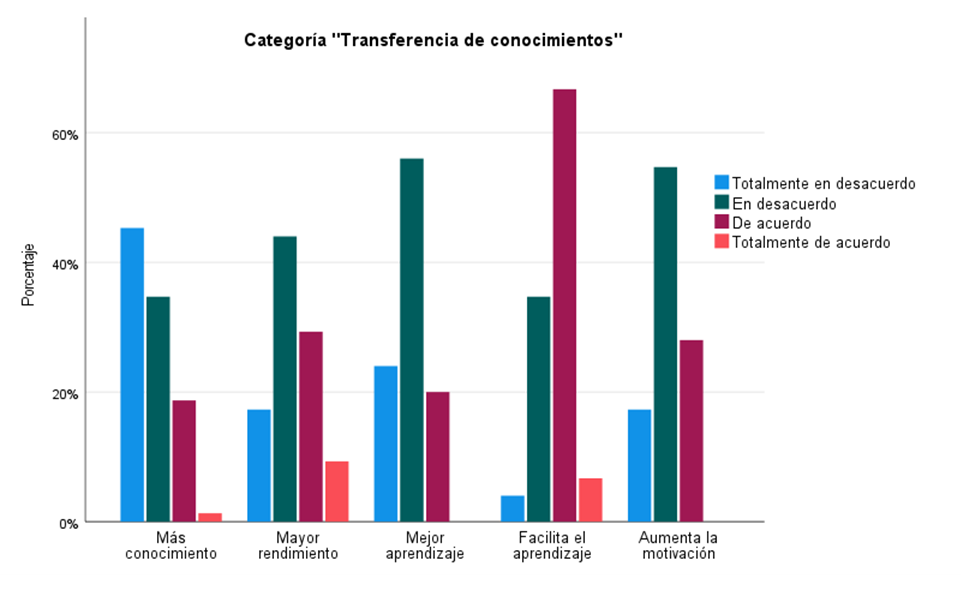 Categoría "Transferencia de conocimientos"
Porcentaje
60%
40%
20%
0%
Más
conocimiento
Mayor
rendimiento
Mejor
aprendizaje
Facilita el
aprendizaje
Aumenta la
motivación
Totalmente en desacuerdo
En desacuerdo
De acuerdo
Totalmente de acuerdo